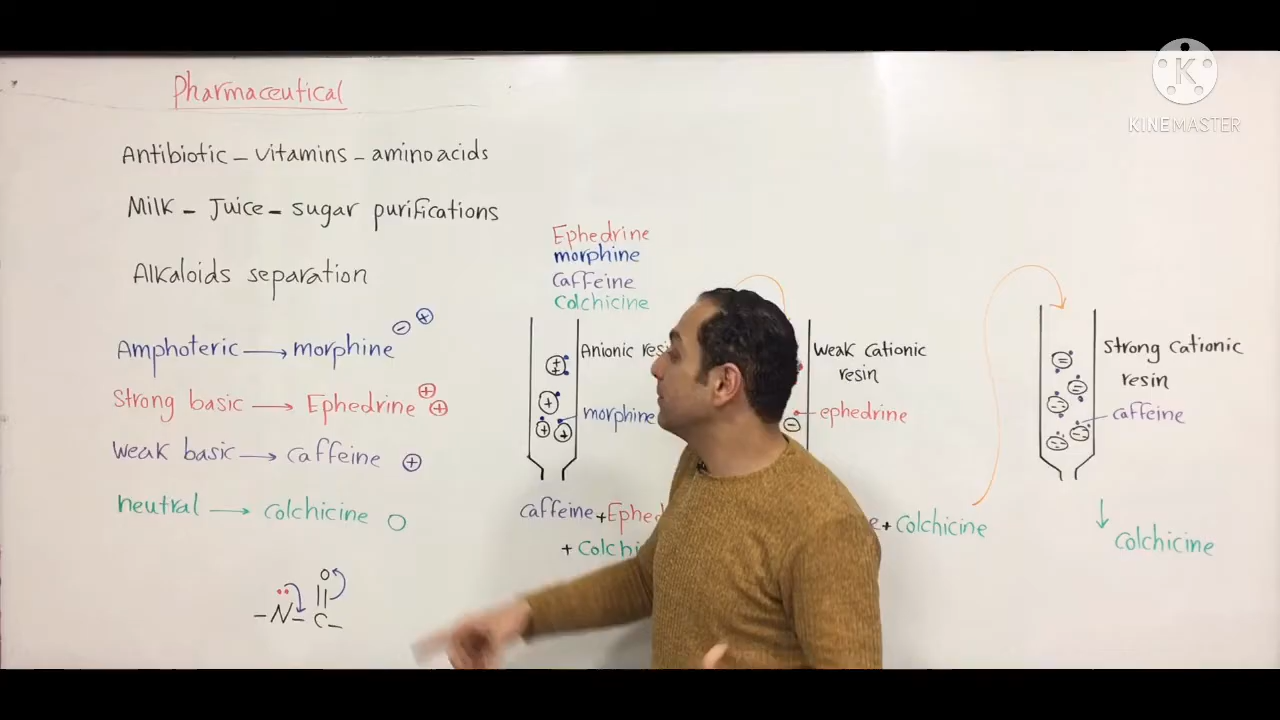 Pharmaceutical
Antibiotic - vitamins - aminoacids
Milk - Juice - sugar purifications
Alkaloids separation
Amphoteric → morphine ⊖ ⊕
Strong basic → Ephedrine ⊕ ⊕
weak basic → caffeine ⊕
neutral → colchicine O
-N-C-
O
Ephedrine
morphine
Caffeine
Colchicine
Anionic
morphine
caffeine +
+
weak cationic
resin
ephedrine
+ Colchicine
Strong Cationic
resin
caffeine
↓
Colchicine
K
KINEMASTER